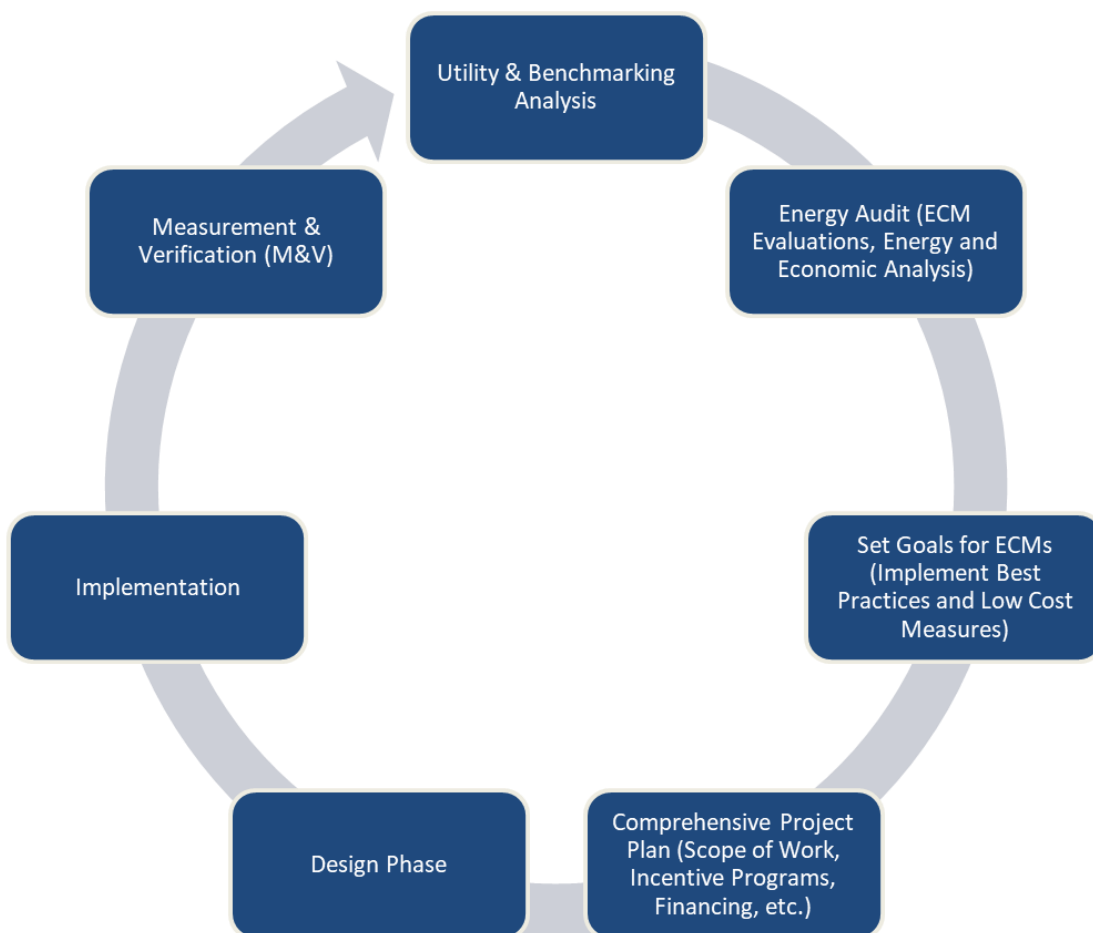 Utility & Benchmarking
Analysis
Energy Audit (ECM
Evaluations, Energy and
Economic Analysis)
Set Goals for ECMs
(Implement Best
Practices and Low Cost
Measures)
Comprehensive Project
Plan (Scope of Work,
Incentive Programs,
Financing, etc.)
Design Phase
Implementation
Measurement &
Verification (M&V)